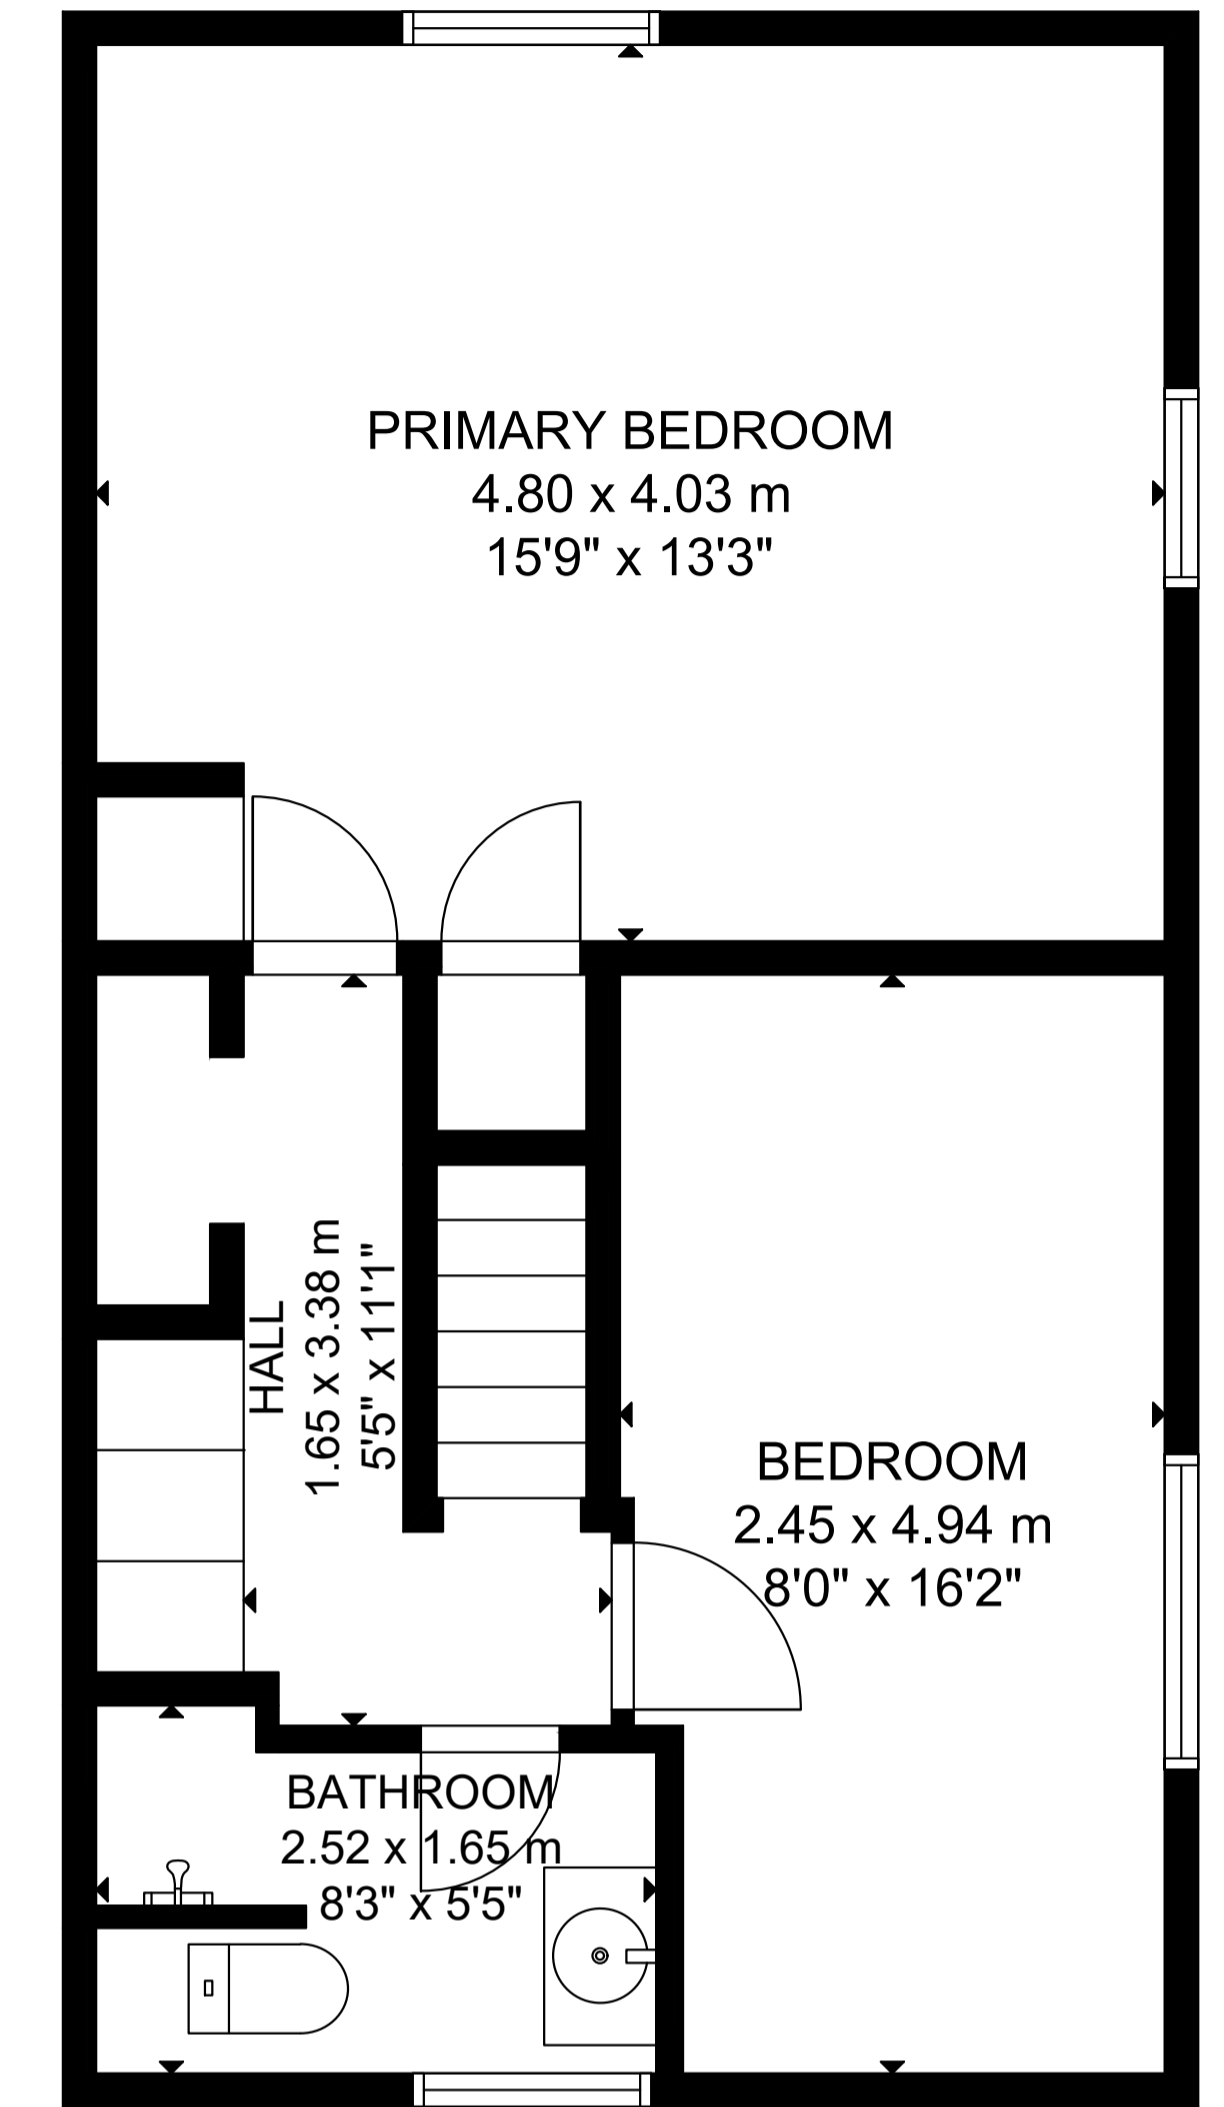 PRIMARY BEDROOM
4.80 x 4.03 m
15'9" x 13'3"
HALL
1.65 x 3.38 m
5'5" x 11'1"
BEDROOM
2.45 x 4.94 m
8'0" x 16'2"
BATHROOM
2.52 x 1.65 m
8'3" x 5'5"